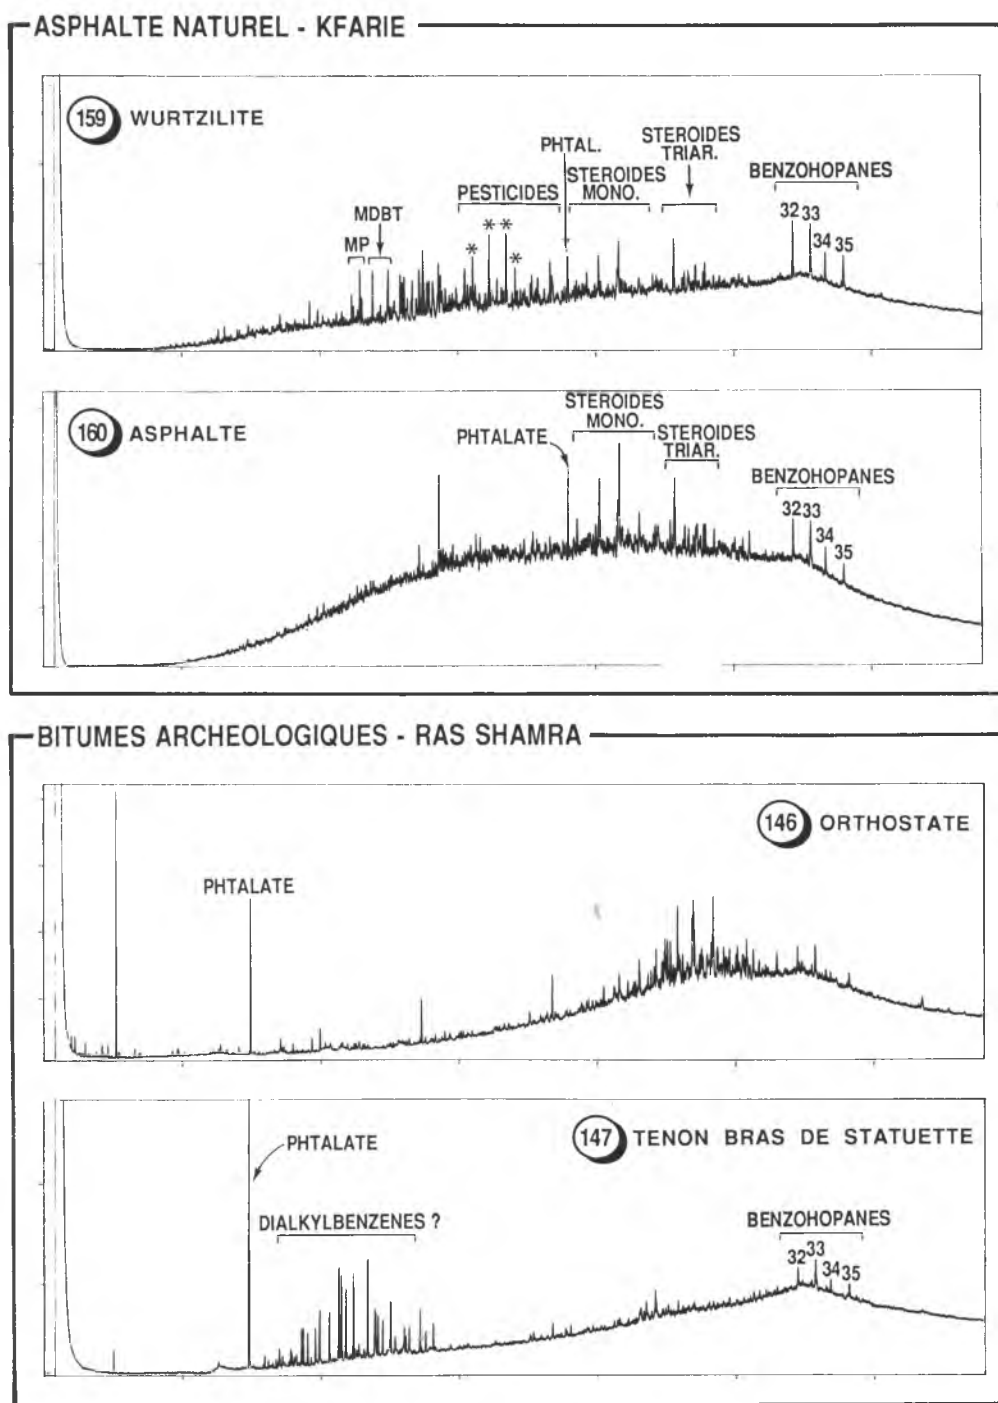 ASPHALTE NATUREL - KFARIE
159 WURTZILITE
PHTAL.
STEROIDES
TRIAR.
PESTICIDES
STEROIDES
MONO.
BENZOHOPANES
MDBT
MP
* * * *
32 33
34 35
160 ASPHALTE
STEROIDES
MONO.
PHTALATE
STEROIDES
TRIAR.
BENZOHOPANES
32 33
34
35
BITUMES ARCHEOLOGIQUES - RAS SHAMRA
146 ORTHOSTATE
PHTALATE
147 TENON BRAS DE STATUETTE
PHTALATE
DIALKYLBENZENES ?
BENZOHOPANES
32 33
34 35